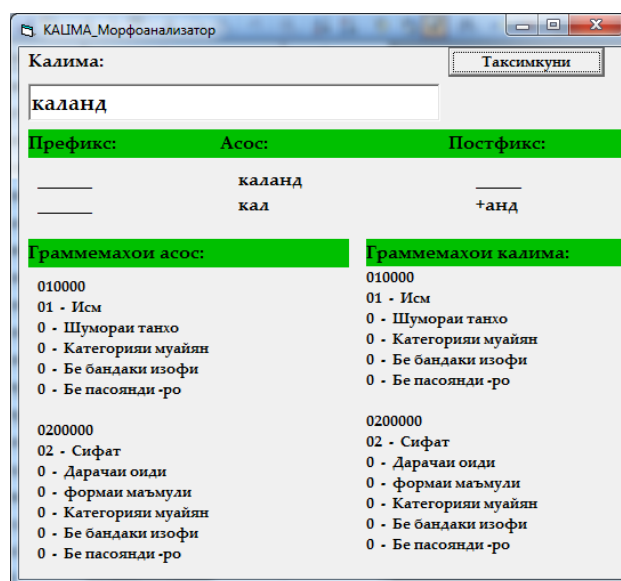 KALIMA_Морфоанализатор
Калима:
Таксимкуни
каланд
Префикс: Асос: Постфикс:
______ каланд _____
______ кал +анд
Граммемахои асос:
010000
01 - Исм
0 - Шумораи танхо
0 - Категорияи муайян
0 - Бе бандаки изофи
0 - Бе пасоянди -ро
0200000
02 - Сифат
0 - Дарачаи оиди
0 - формаи маъмули
0 - Категорияи муайян
0 - Бе бандаки изофи
0 - Бе пасоянди -ро
Граммемахои калима:
010000
01 - Исм
0 - Шумораи танхо
0 - Категорияи муайян
0 - Бе бандаки изофи
0 - Бе пасоянди -ро
0200000
02 - Сифат
0 - Дарачаи оиди
0 - формаи маъмули
0 - Категорияи муайян
0 - Бе бандаки изофи
0 - Бе пасоянди -ро